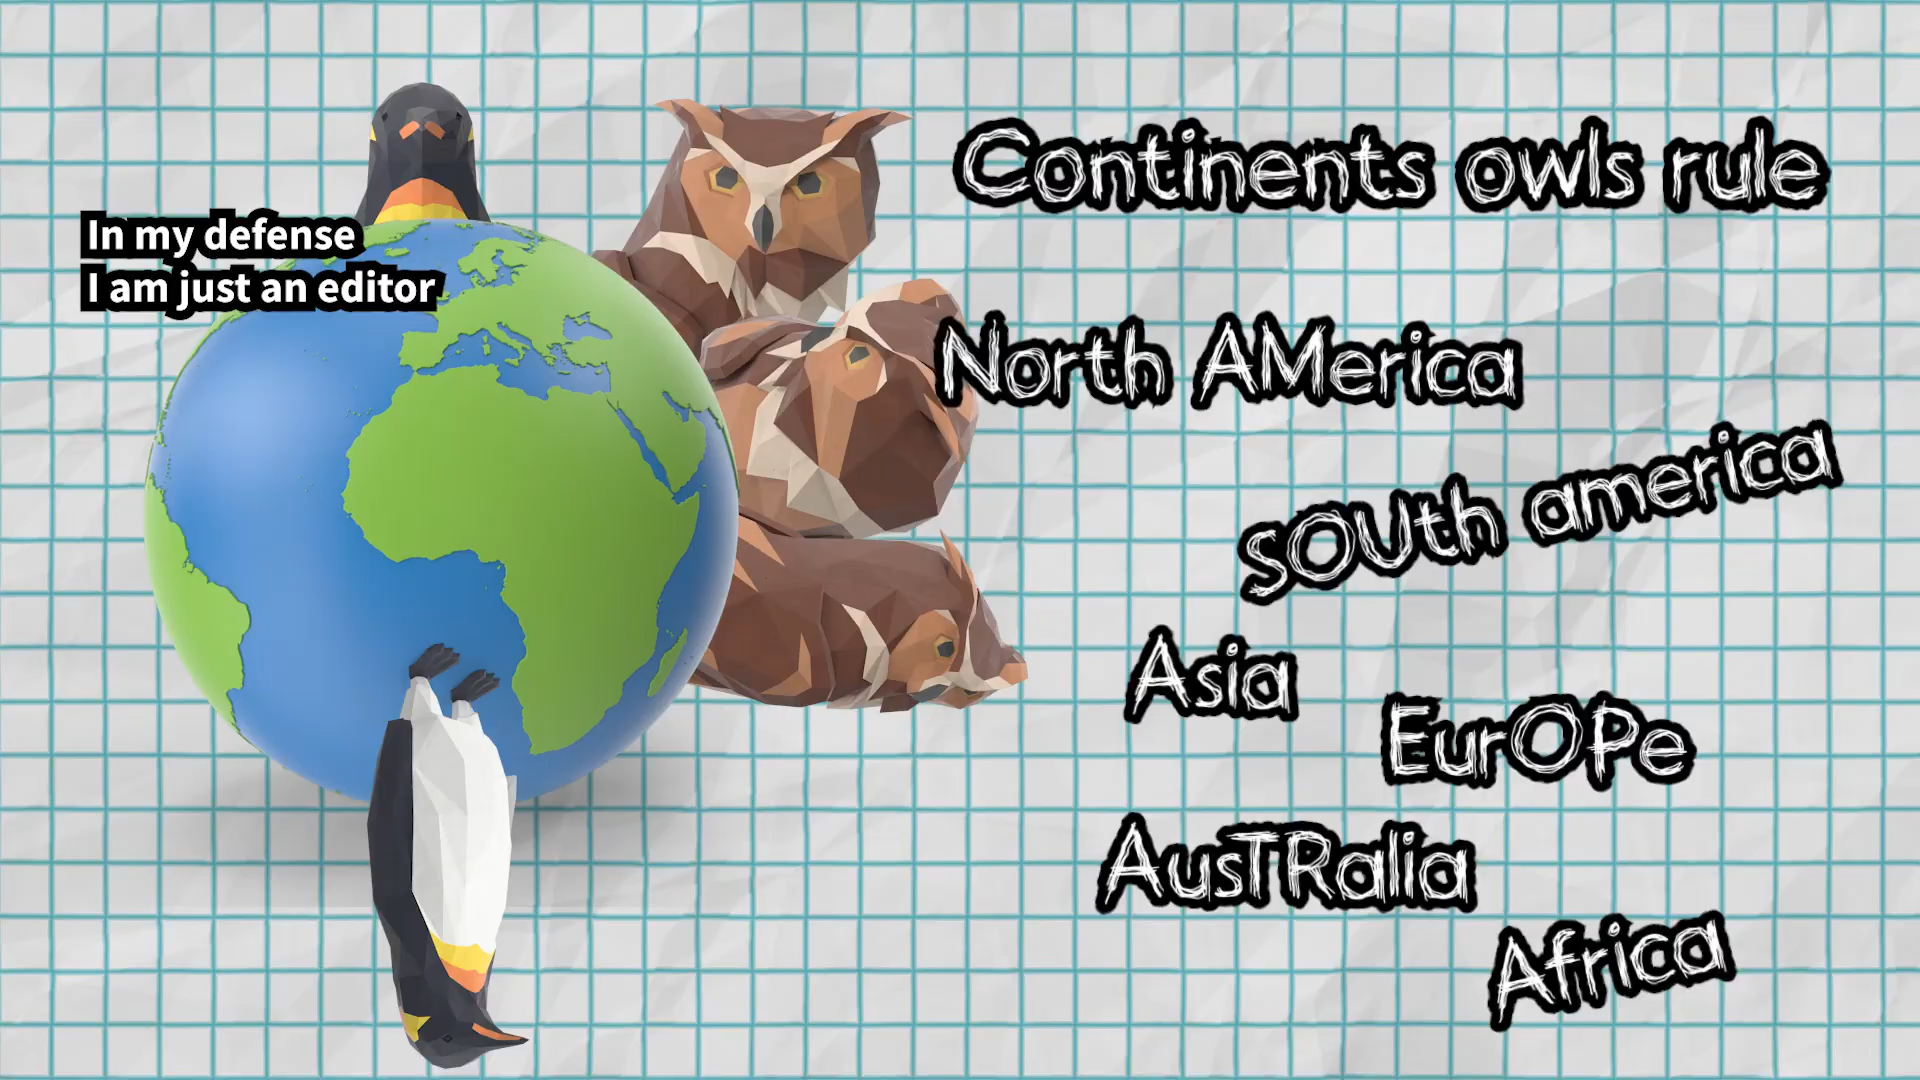 In my defense
I am just an editor
Continents owls rule
North AMerica
SOUth america
Asia
EurOPe
AusTRalia
Africa